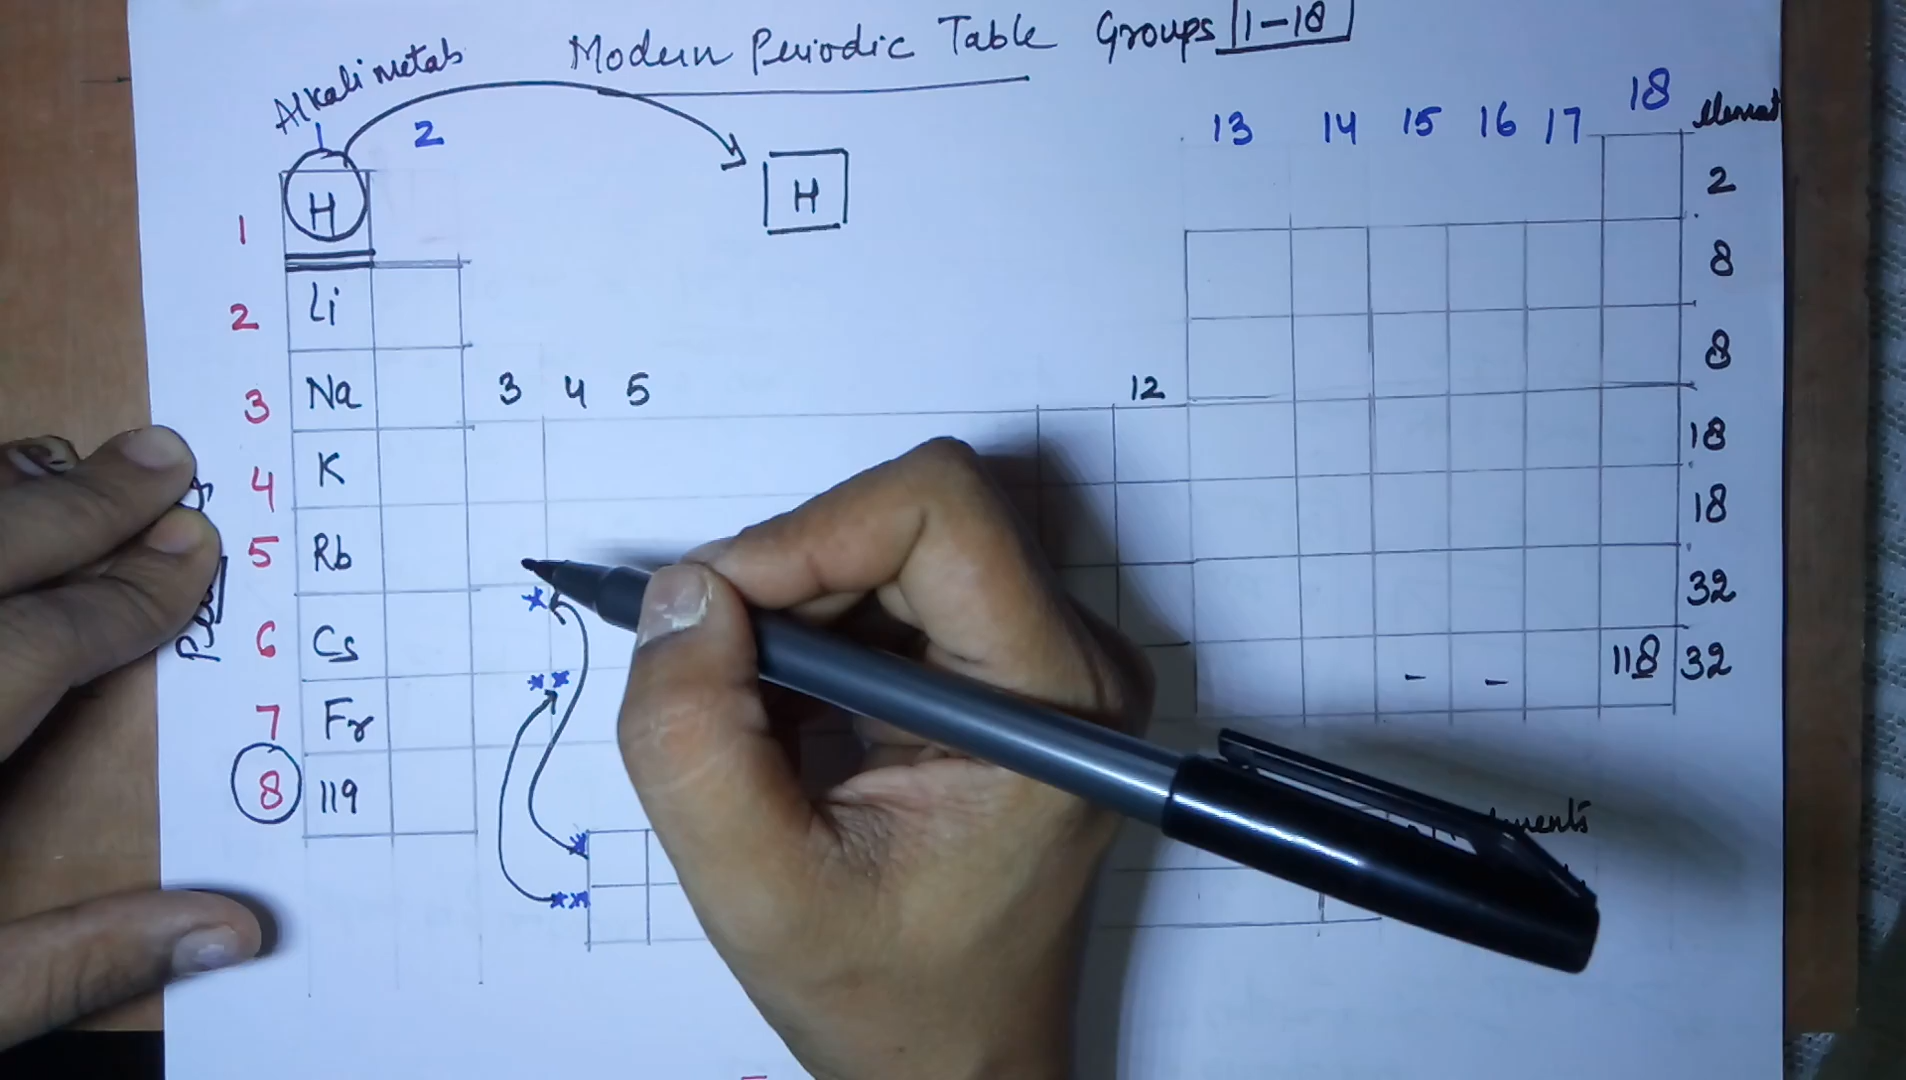 Modern Periodic Table Groups 1-18
Alkali metals
1 2 13 14 15 16 17 18
H H 2
1
8
2 Li
8
3 Na 3 4 5 12
18
4 K
18
5 Rb
32
6 Cs
118 32
7 Fr
8 119